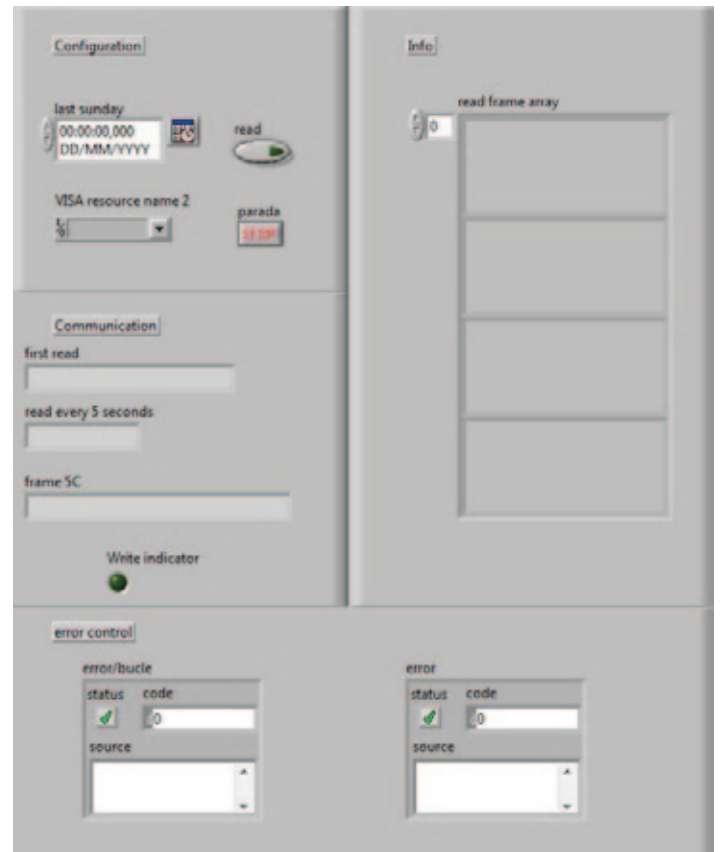 Configuration
last sunday
00:00:00,000
DD/MM/YYYY
read
VISA resource name 2
parada
STOP
Communication
first read
read every 5 seconds
frame 5C
Write indicator
Info
0
read frame array
error control
error/bucle
status code
0
source
error
status code
0
source